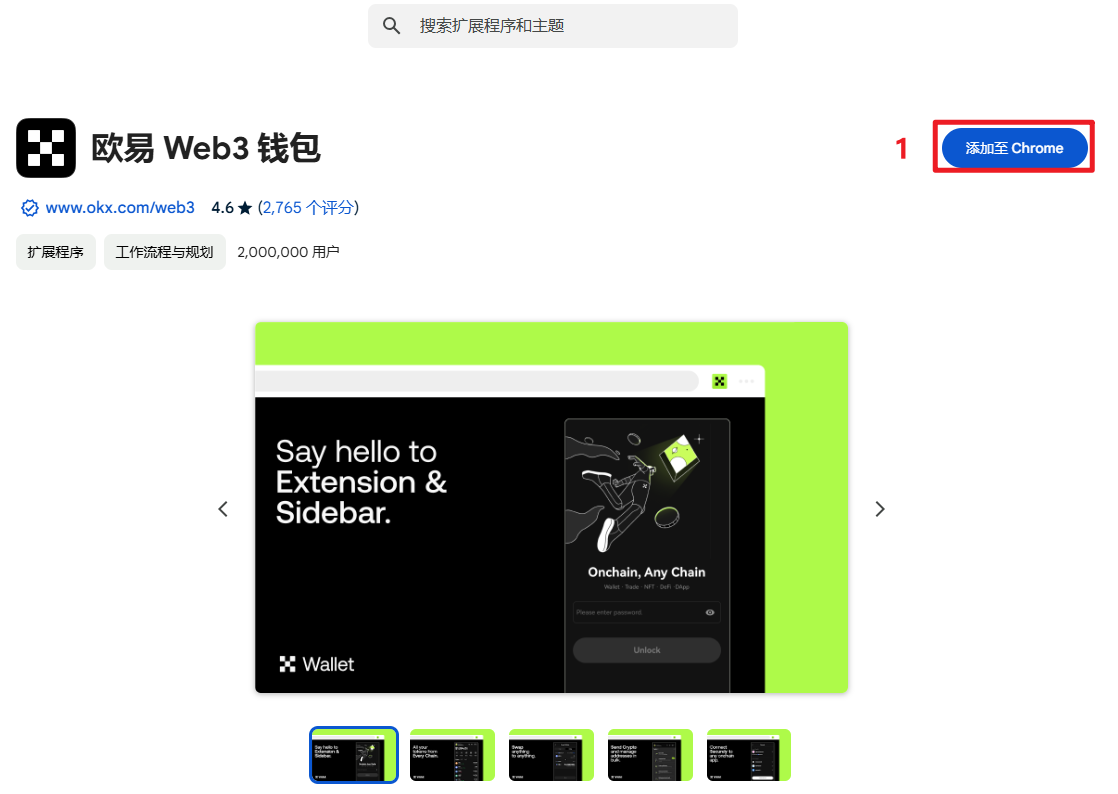 搜索扩展程序和主题
欧易 Web3 钱包
1
添加至 Chrome
www.okx.com/web3 4.6 ★ (2,765 个评分)
扩展程序 工作流程与规划 2,000,000 用户
Say hello to
Extension &
Sidebar.
Onchain, Any Chain
Wallet · Trade · NFT · DeFi · DApp
Please enter password
Unlock
Wallet
Say hello to
Extension &
Sidebar.
All your
tokens from
Every Chain.
Swap
anything
to anything.
Send Crypto
and manage
addresses in
bulk.
Connect
Securely to
any onchain
app.